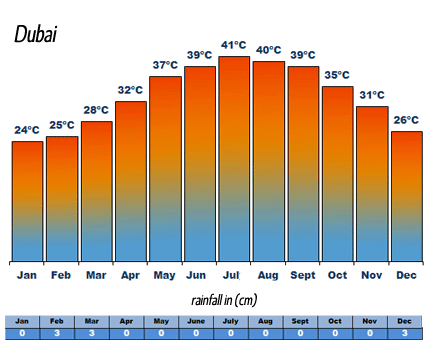 Dubai
24°C 25°C 28°C 32°C 37°C 39°C 41°C 40°C 39°C 35°C 31°C 26°C
Jan Feb Mar Apr May Jun Jul Aug Sept Oct Nov Dec
rainfall in (cm)
Jan Feb Mar Apr May June July Aug Sept Oct Nov Dec
0 3 3 0 0 0 0 0 0 0 0 3